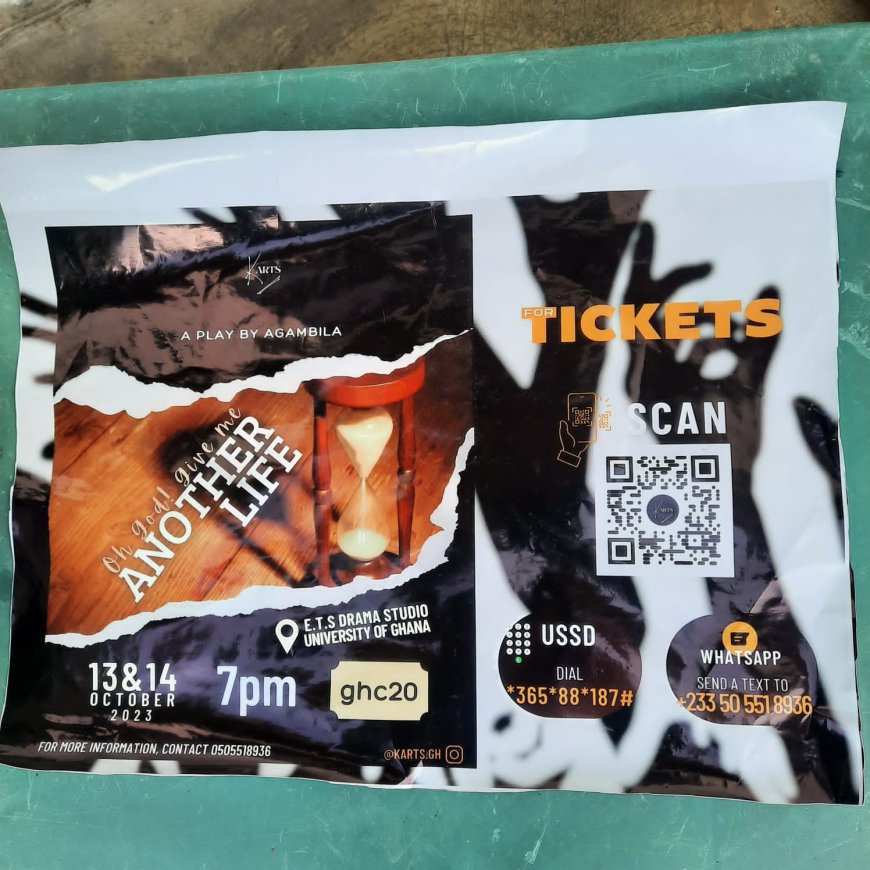 KARTS
A PLAY BY AGAMBILA
Oh God! Give me
ANOTHER
LIFE
E.T.S DRAMA STUDIO
UNIVERSITY OF GHANA
13&14
OCTOBER
2023
7pm
ghc20
FOR MORE INFORMATION, CONTACT 0505518936
@KARTS.GH
FOR
TICKETS
SCAN
KARTS
USSD
DIAL
*365*88*187#
WHATSAPP
SEND A TEXT TO
+233 50 551 8936